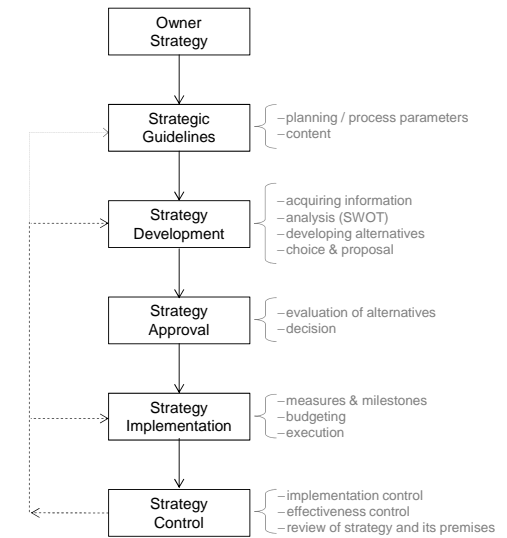 Owner
Strategy
Strategic
Guidelines
–planning / process parameters
–content
Strategy
Development
–acquiring information
–analysis (SWOT)
–developing alternatives
–choice & proposal
Strategy
Approval
–evaluation of alternatives
–decision
Strategy
Implementation
–measures & milestones
–budgeting
–execution
Strategy
Control
–implementation control
–effectiveness control
–review of strategy and its premises